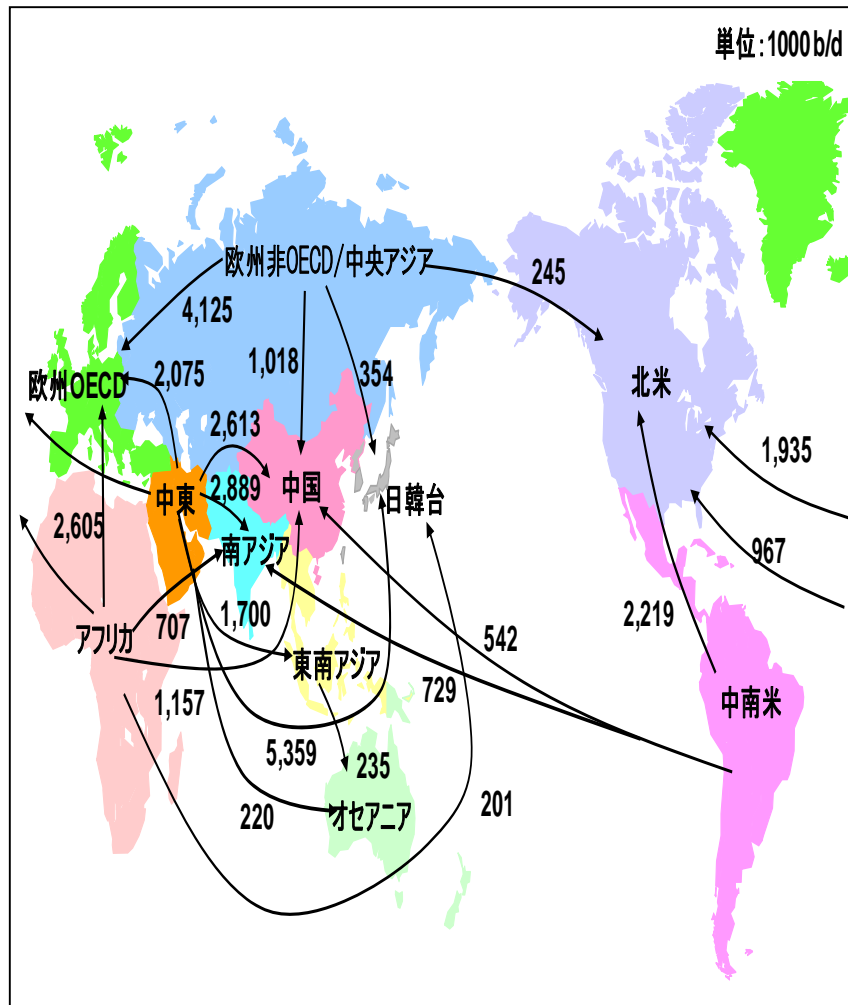 単位：1000 b/d
欧州非OECD/中央アジア
245
4,125
2,075
1,018
354
欧州OECD
北米
2,613
1,935
中東
2,889
中国
日韓台
2,605
南アジア
967
707
1,700
2,219
542
アフリカ
東南アジア
729
1,157
中南米
5,359
235
220
オセアニア
201